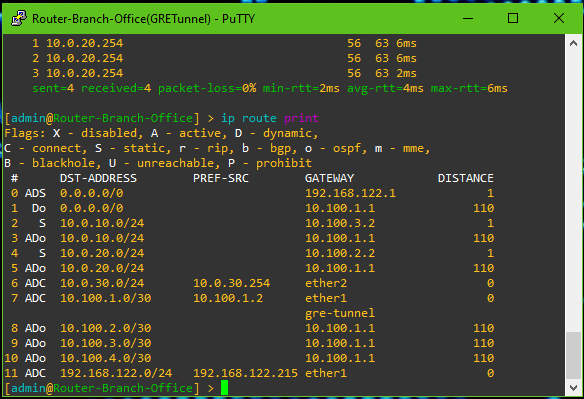 Router-Branch-Office(GRETunnel) - PuTTY
1 10.0.20.254 56 63 6ms
2 10.0.20.254 56 63 6ms
3 10.0.20.254 56 63 2ms
sent=4 received=4 packet-loss=0% min-rtt=2ms avg-rtt=4ms max-rtt=6ms
[admin@Router-Branch-Office] > ip route print
Flags: X - disabled, A - active, D - dynamic,
C - connect, S - static, r - rip, b - bgp, o - ospf, m - mme,
B - blackhole, U - unreachable, P - prohibit
# DST-ADDRESS PREF-SRC GATEWAY DISTANCE
0 ADS 0.0.0.0/0 192.168.122.1 1
1 Do 0.0.0.0/0 10.100.1.1 110
2 S 10.0.10.0/24 10.100.3.2 1
3 ADo 10.0.10.0/24 10.100.1.1 110
4 S 10.0.20.0/24 10.100.2.2 1
5 ADo 10.0.20.0/24 10.100.1.1 110
6 ADC 10.0.30.0/24 10.0.30.254 ether2 0
7 ADC 10.100.1.0/30 10.100.1.2 ether1 0
gre-tunnel
8 ADo 10.100.2.0/30 10.100.1.1 110
9 ADo 10.100.3.0/30 10.100.1.1 110
10 ADo 10.100.4.0/30 10.100.1.1 110
11 ADC 192.168.122.0/24 192.168.122.215 ether1 0
[admin@Router-Branch-Office] >